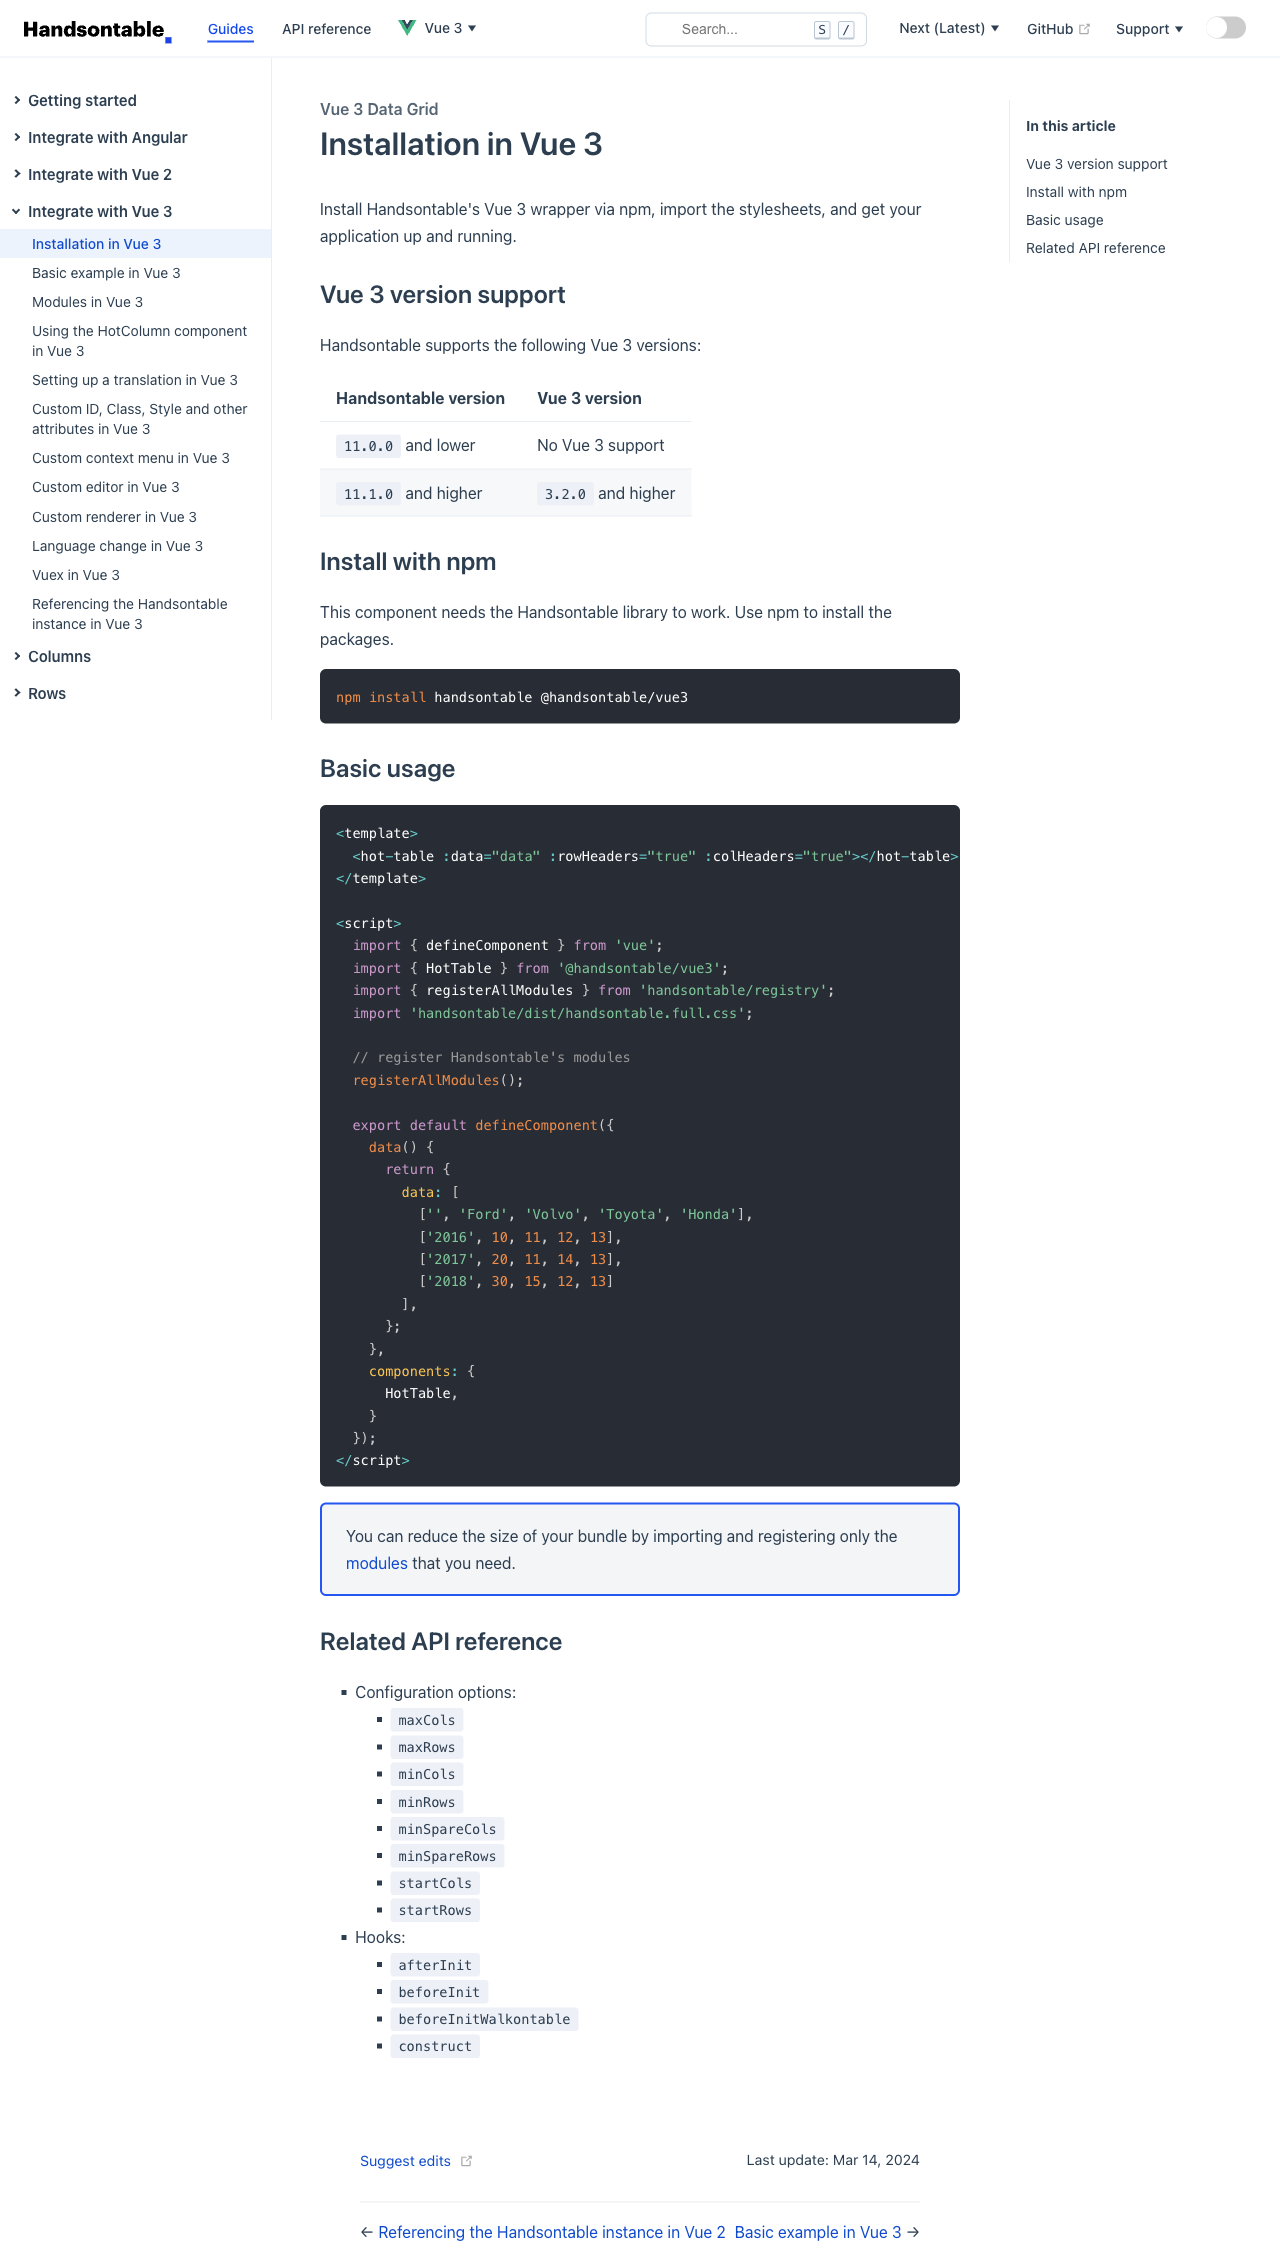 Handsontable
Guides
API reference
Vue 3
Search...
S
/
Next (Latest)
GitHub
Support
Getting started
Integrate with Angular
Integrate with Vue 2
Integrate with Vue 3
Installation in Vue 3
Basic example in Vue 3
Modules in Vue 3
Using the HotColumn component
in Vue 3
Setting up a translation in Vue 3
Custom ID, Class, Style and other
attributes in Vue 3
Custom context menu in Vue 3
Custom editor in Vue 3
Custom renderer in Vue 3
Language change in Vue 3
Vuex in Vue 3
Referencing the Handsontable
instance in Vue 3
Columns
Rows
Vue 3 Data Grid
Installation in Vue 3
Install Handsontable's Vue 3 wrapper via npm, import the stylesheets, and get your
application up and running.
Vue 3 version support
Handsontable supports the following Vue 3 versions:
Handsontable version Vue 3 version
11.0.0 and lower No Vue 3 support
11.1.0 and higher 3.2.0 and higher
Install with npm
This component needs the Handsontable library to work. Use npm to install the
packages.
npm install handsontable @handsontable/vue3
Basic usage
<template>
  <hot-table :data="data" :rowHeaders="true" :colHeaders="true"></hot-table>
</template>
<script>
  import { defineComponent } from 'vue';
  import { HotTable } from '@handsontable/vue3';
  import { registerAllModules } from 'handsontable/registry';
  import 'handsontable/dist/handsontable.full.css';
  // register Handsontable's modules
  registerAllModules();
  export default defineComponent({
    data() {
      return {
        data: [
          ['', 'Ford', 'Volvo', 'Toyota', 'Honda'],
          ['2016', 10, 11, 12, 13],
          ['2017', 20, 11, 14, 13],
          ['2018', 30, 15, 12, 13]
        ],
      };
    },
    components: {
      HotTable,
    }
  });
</script>
You can reduce the size of your bundle by importing and registering only the
modules that you need.
Related API reference
Configuration options:
maxCols
maxRows
minCols
minRows
minSpareCols
minSpareRows
startCols
startRows
Hooks:
afterInit
beforeInit
beforeInitWalkontable
construct
Suggest edits
Last update: Mar 14, 2024
← Referencing the Handsontable instance in Vue 2
Basic example in Vue 3 →
In this article
Vue 3 version support
Install with npm
Basic usage
Related API reference